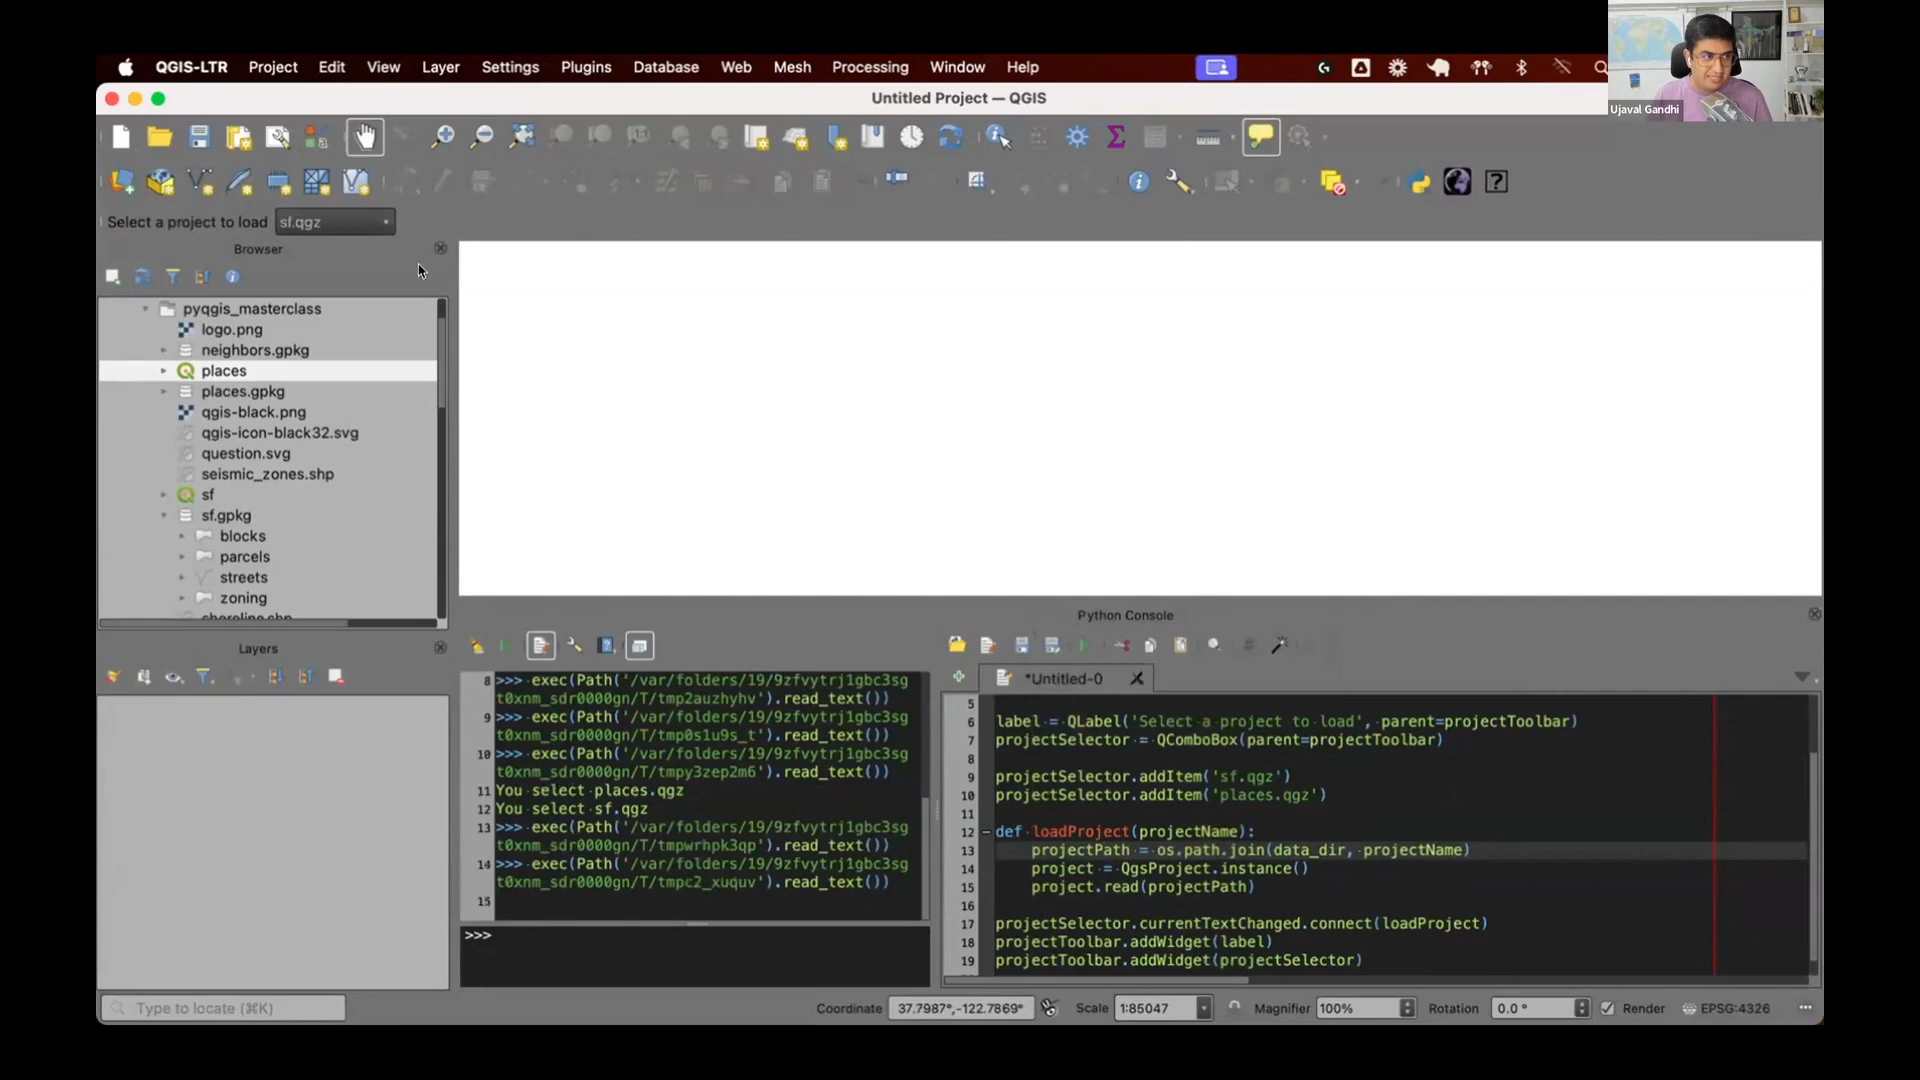 QGIS-LTR Project Edit View Layer Settings Plugins Database Web Mesh Processing Window Help
Ujaval Gandhi
Untitled Project — QGIS
Select a project to load sf.qgz
Browser
pyqgis_masterclass
logo.png
neighbors.gpkg
places
places.gpkg
qgis-black.png
qgis-icon-black32.svg
question.svg
seismic_zones.shp
sf
sf.gpkg
blocks
parcels
streets
zoning
shoreline.shp
Layers
Python Console
8 >>> exec(Path('/var/folders/19/9zfvytrj1gbc3sg
t0xnm_sdr0000gn/T/tmp2auzhyhv').read_text())
9 >>> exec(Path('/var/folders/19/9zfvytrj1gbc3sg
t0xnm_sdr0000gn/T/tmp0s1u9s_t').read_text())
10 >>> exec(Path('/var/folders/19/9zfvytrj1gbc3sg
t0xnm_sdr0000gn/T/tmpy3zep2m6').read_text())
11 You select places.qgz
12 You select sf.qgz
13 >>> exec(Path('/var/folders/19/9zfvytrj1gbc3sg
t0xnm_sdr0000gn/T/tmpwrhpk3qp').read_text())
14 >>> exec(Path('/var/folders/19/9zfvytrj1gbc3sg
t0xnm_sdr0000gn/T/tmpc2_xuquv').read_text())
15
>>>
*Untitled-0
5
6 label = QLabel('Select a project to load', parent=projectToolbar)
7 projectSelector = QComboBox(parent=projectToolbar)
8
9 projectSelector.addItem('sf.qgz')
10 projectSelector.addItem('places.qgz')
11
12 def loadProject(projectName):
13 projectPath = os.path.join(data_dir, projectName)
14 project = QgsProject.instance()
15 project.read(projectPath)
16
17 projectSelector.currentTextChanged.connect(loadProject)
18 projectToolbar.addWidget(label)
19 projectToolbar.addWidget(projectSelector)
Type to locate (⌘K) Coordinate 37.7987°,-122.7869° Scale 1:85047 Magnifier 100% Rotation 0.0 ° Render EPSG:4326